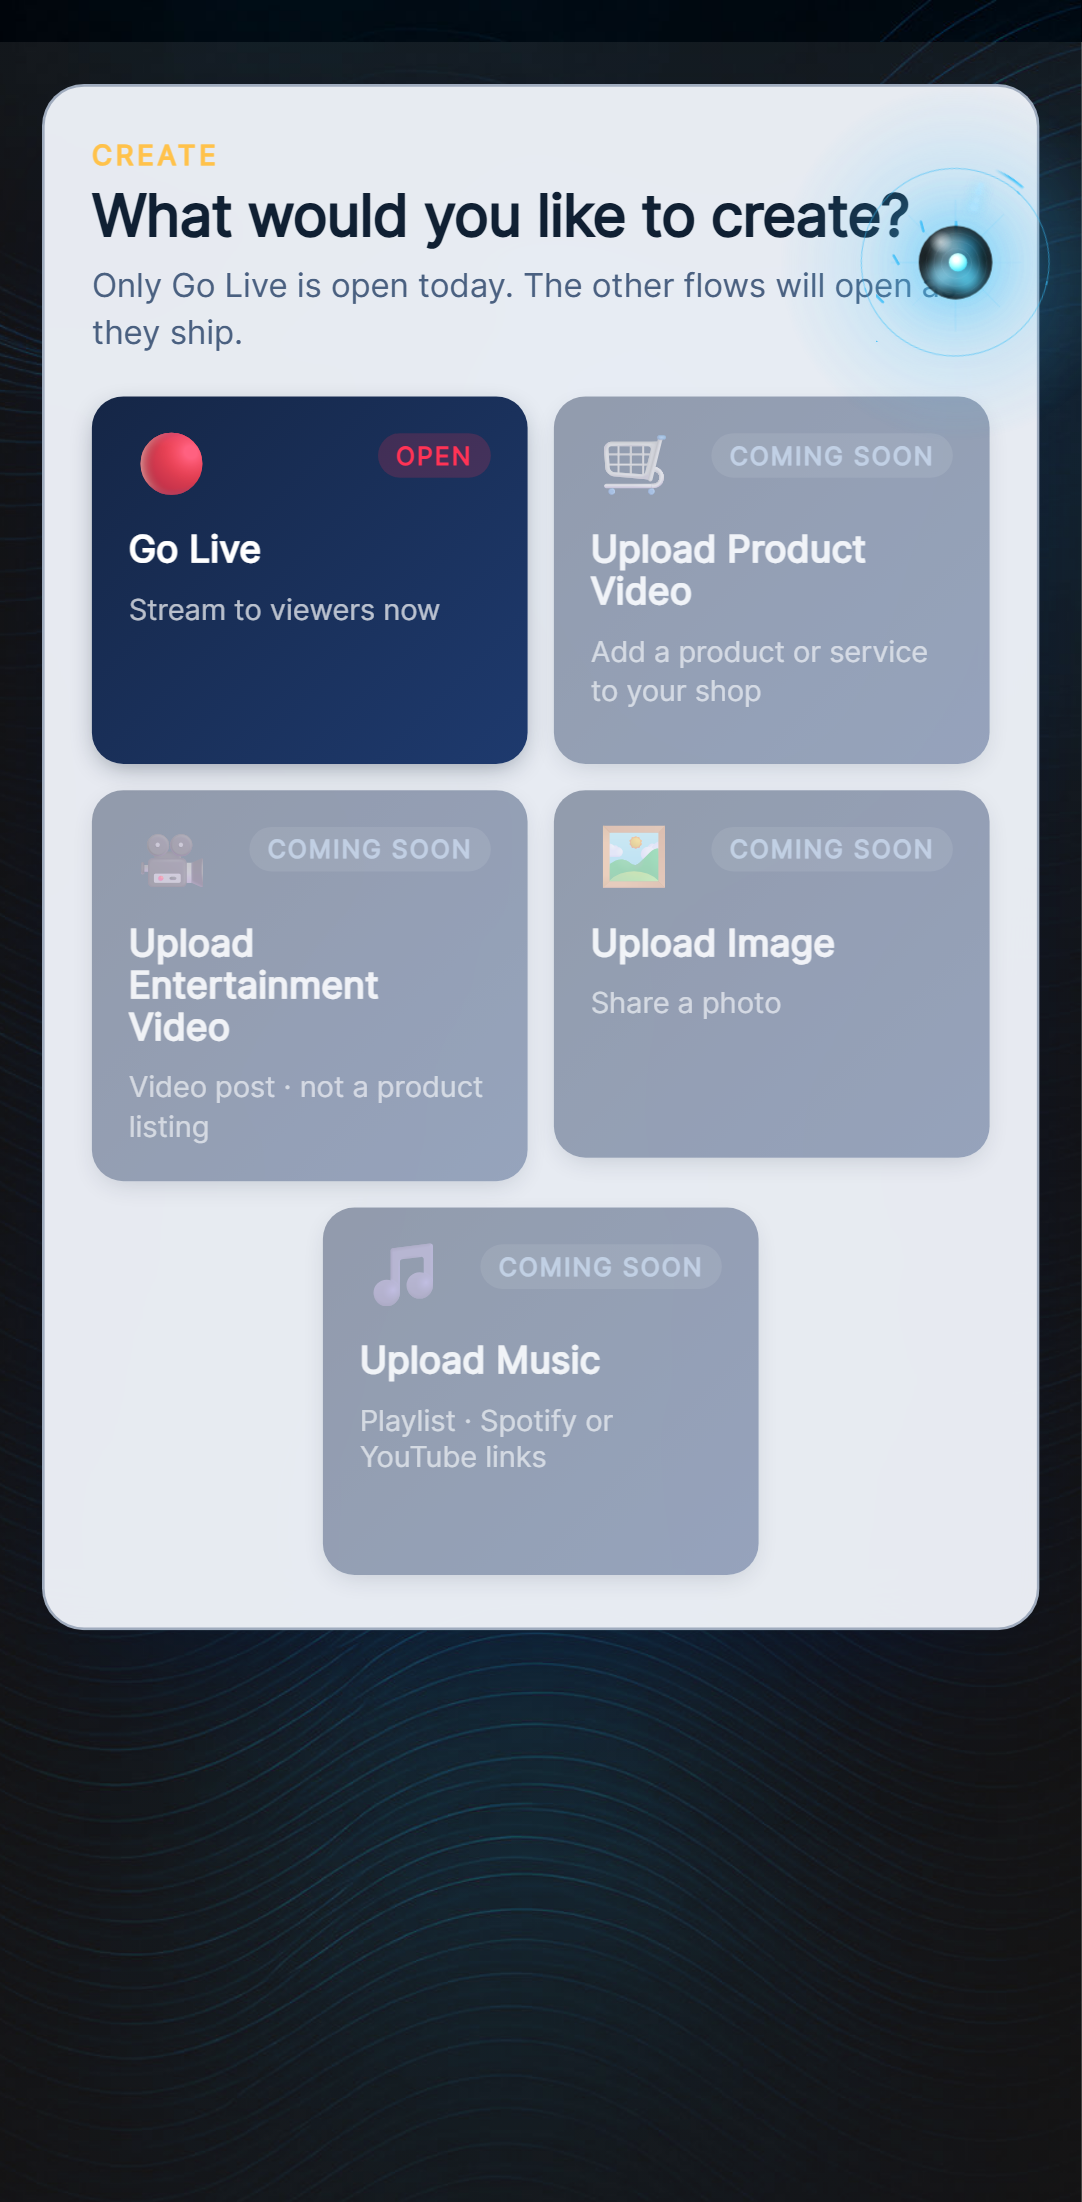 CREATE
What would you like to create?
Only Go Live is open today. The other flows will open
they ship.
OPEN
Go Live
Stream to viewers now
COMING SOON
Upload Product
Video
Add a product or service
to your shop
COMING SOON
Upload
Entertainment
Video
Video post · not a product
listing
COMING SOON
Upload Image
Share a photo
COMING SOON
Upload Music
Playlist · Spotify or
YouTube links